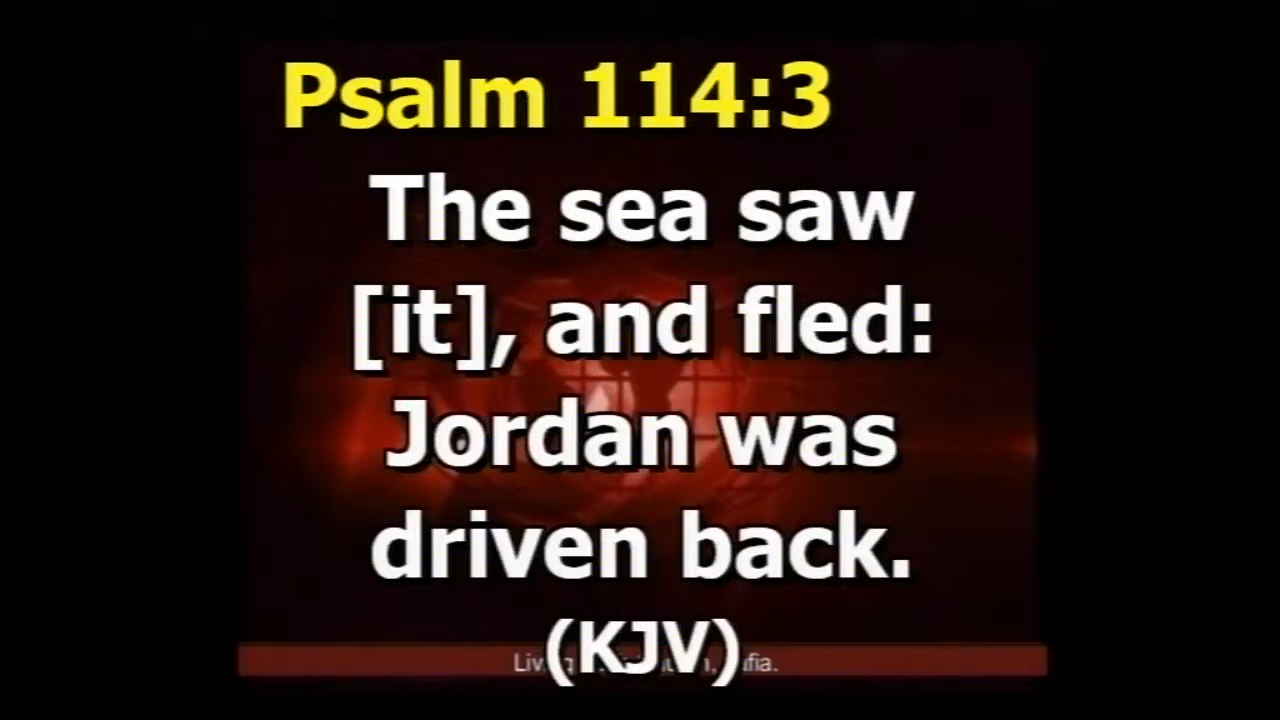 Psalm 114:3
The sea saw
[it], and fled:
Jordan was
driven back.
(KJV)